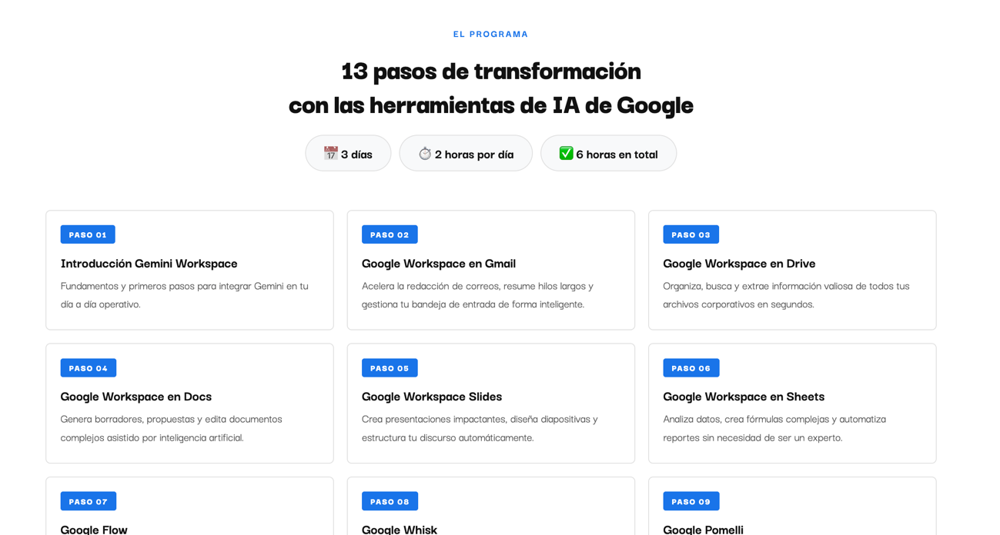 EL PROGRAMA
13 pasos de transformación
con las herramientas de IA de Google
📅 3 días
⏱️ 2 horas por día
✅ 6 horas en total
PASO 01
Introducción Gemini Workspace
Fundamentos y primeros pasos para integrar Gemini en tu
día a día operativo.
PASO 02
Google Workspace en Gmail
Acelera la redacción de correos, resume hilos largos y
gestiona tu bandeja de entrada de forma inteligente.
PASO 03
Google Workspace en Drive
Organiza, busca y extrae información valiosa de todos tus
archivos corporativos en segundos.
PASO 04
Google Workspace en Docs
Genera borradores, propuestas y edita documentos
complejos asistido por inteligencia artificial.
PASO 05
Google Workspace Slides
Crea presentaciones impactantes, diseña diapositivas y
estructura tu discurso automáticamente.
PASO 06
Google Workspace en Sheets
Analiza datos, crea fórmulas complejas y automatiza
reportes sin necesidad de ser un experto.
PASO 07
Google Flow
PASO 08
Google Whisk
PASO 09
Google Pomelli